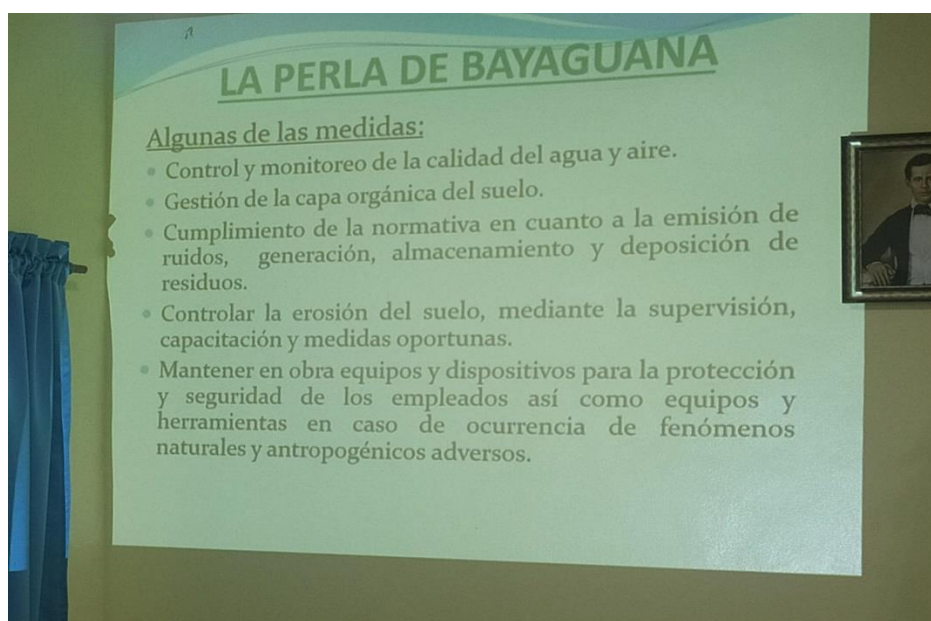 LA PERLA DE BAYAGUANA
Algunas de las medidas:
• Control y monitoreo de la calidad del agua y aire.
• Gestión de la capa orgánica del suelo.
• Cumplimiento de la normativa en cuanto a la emisión de
ruidos, generación, almacenamiento y deposición de
residuos.
• Controlar la erosión del suelo, mediante la supervisión,
capacitación y medidas oportunas.
• Mantener en obra equipos y dispositivos para la protección
y seguridad de los empleados así como equipos y
herramientas en caso de ocurrencia de fenómenos
naturales y antropogénicos adversos.